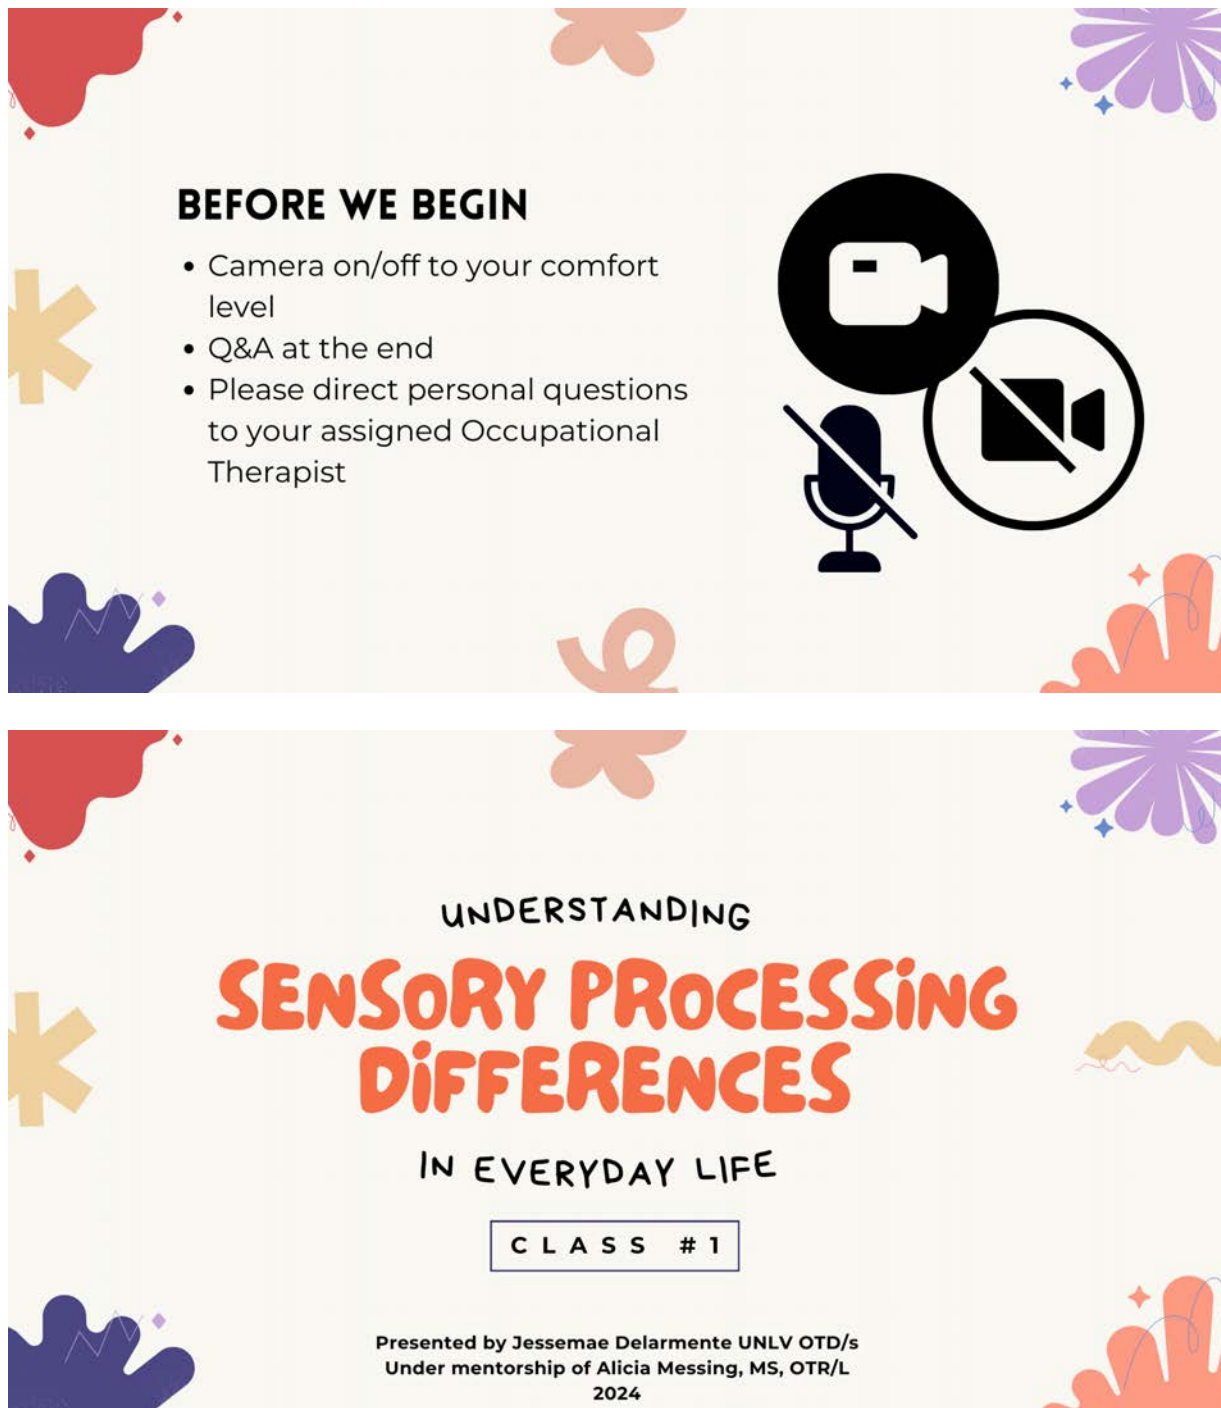 BEFORE WE BEGIN
• Camera on/off to your comfort
level
• Q&A at the end
• Please direct personal questions
to your assigned Occupational
Therapist
UNDERSTANDING
SENSORY PROCESSING
DIFFERENCES
IN EVERYDAY LIFE
CLASS #1
Presented by Jessemae Delarmente UNLV OTD/s
Under mentorship of Alicia Messing, MS, OTR/L
2024